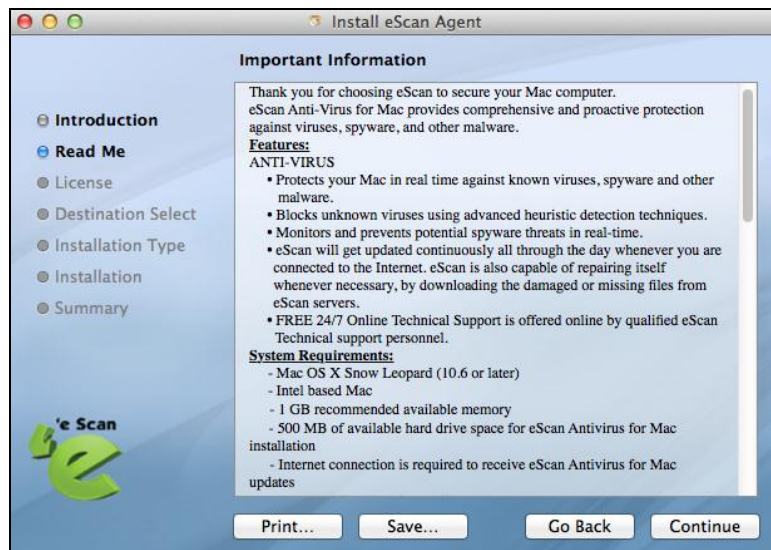 Install eScan Agent
Important Information
Introduction
Read Me
License
Destination Select
Installation Type
Installation
Summary
e Scan
Thank you for choosing eScan to secure your Mac computer.
eScan Anti-Virus for Mac provides comprehensive and proactive protection
against viruses, spyware, and other malware.
Features:
ANTI-VIRUS
• Protects your Mac in real time against known viruses, spyware and other
malware.
• Blocks unknown viruses using advanced heuristic detection techniques.
• Monitors and prevents potential spyware threats in real-time.
• eScan will get updated continuously all through the day whenever you are
connected to the Internet. eScan is also capable of repairing itself
whenever necessary, by downloading the damaged or missing files from
eScan servers.
• FREE 24/7 Online Technical Support is offered online by qualified eScan
Technical support personnel.
System Requirements:
- Mac OS X Snow Leopard (10.6 or later)
- Intel based Mac
- 1 GB recommended available memory
- 500 MB of available hard drive space for eScan Antivirus for Mac
installation
- Internet connection is required to receive eScan Antivirus for Mac
updates
Print...
Save...
Go Back
Continue